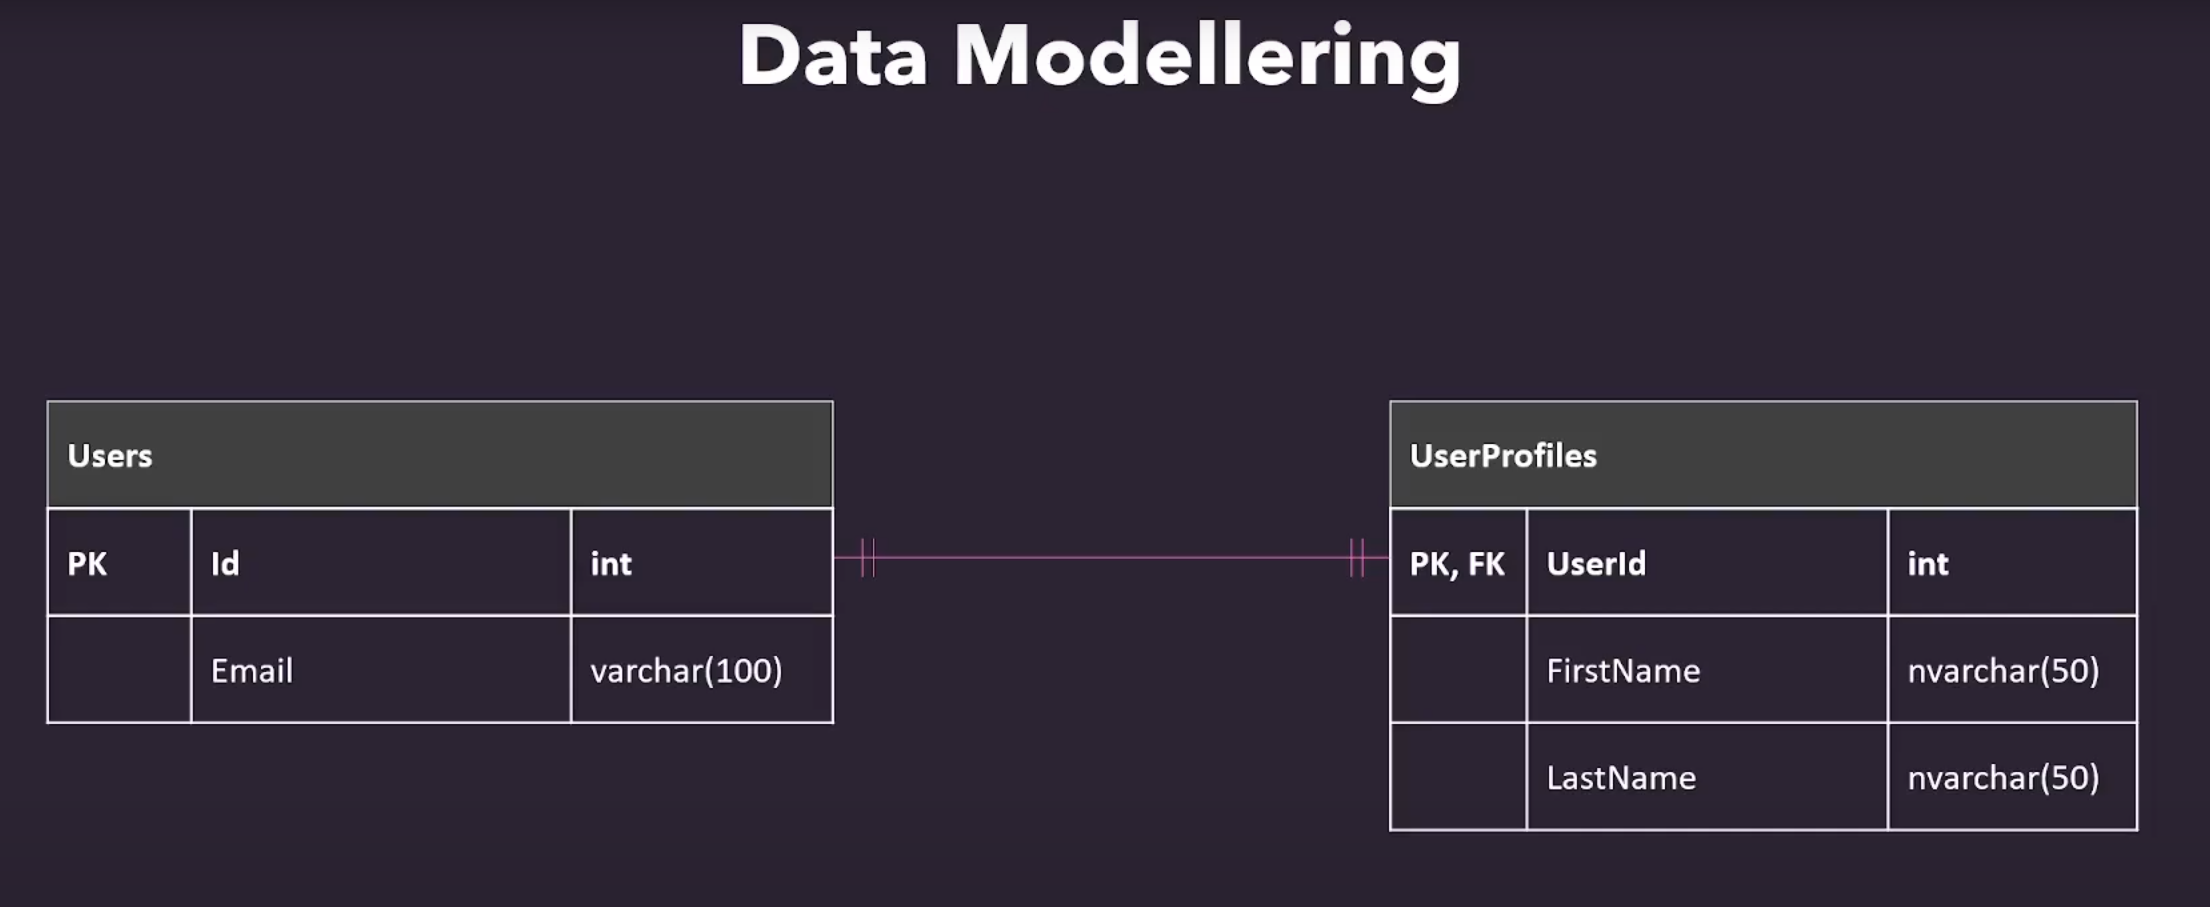 Data Modellering
Users
PK Id int
Email varchar(100)
UserProfiles
PK, FK UserId int
FirstName nvarchar(50)
LastName nvarchar(50)